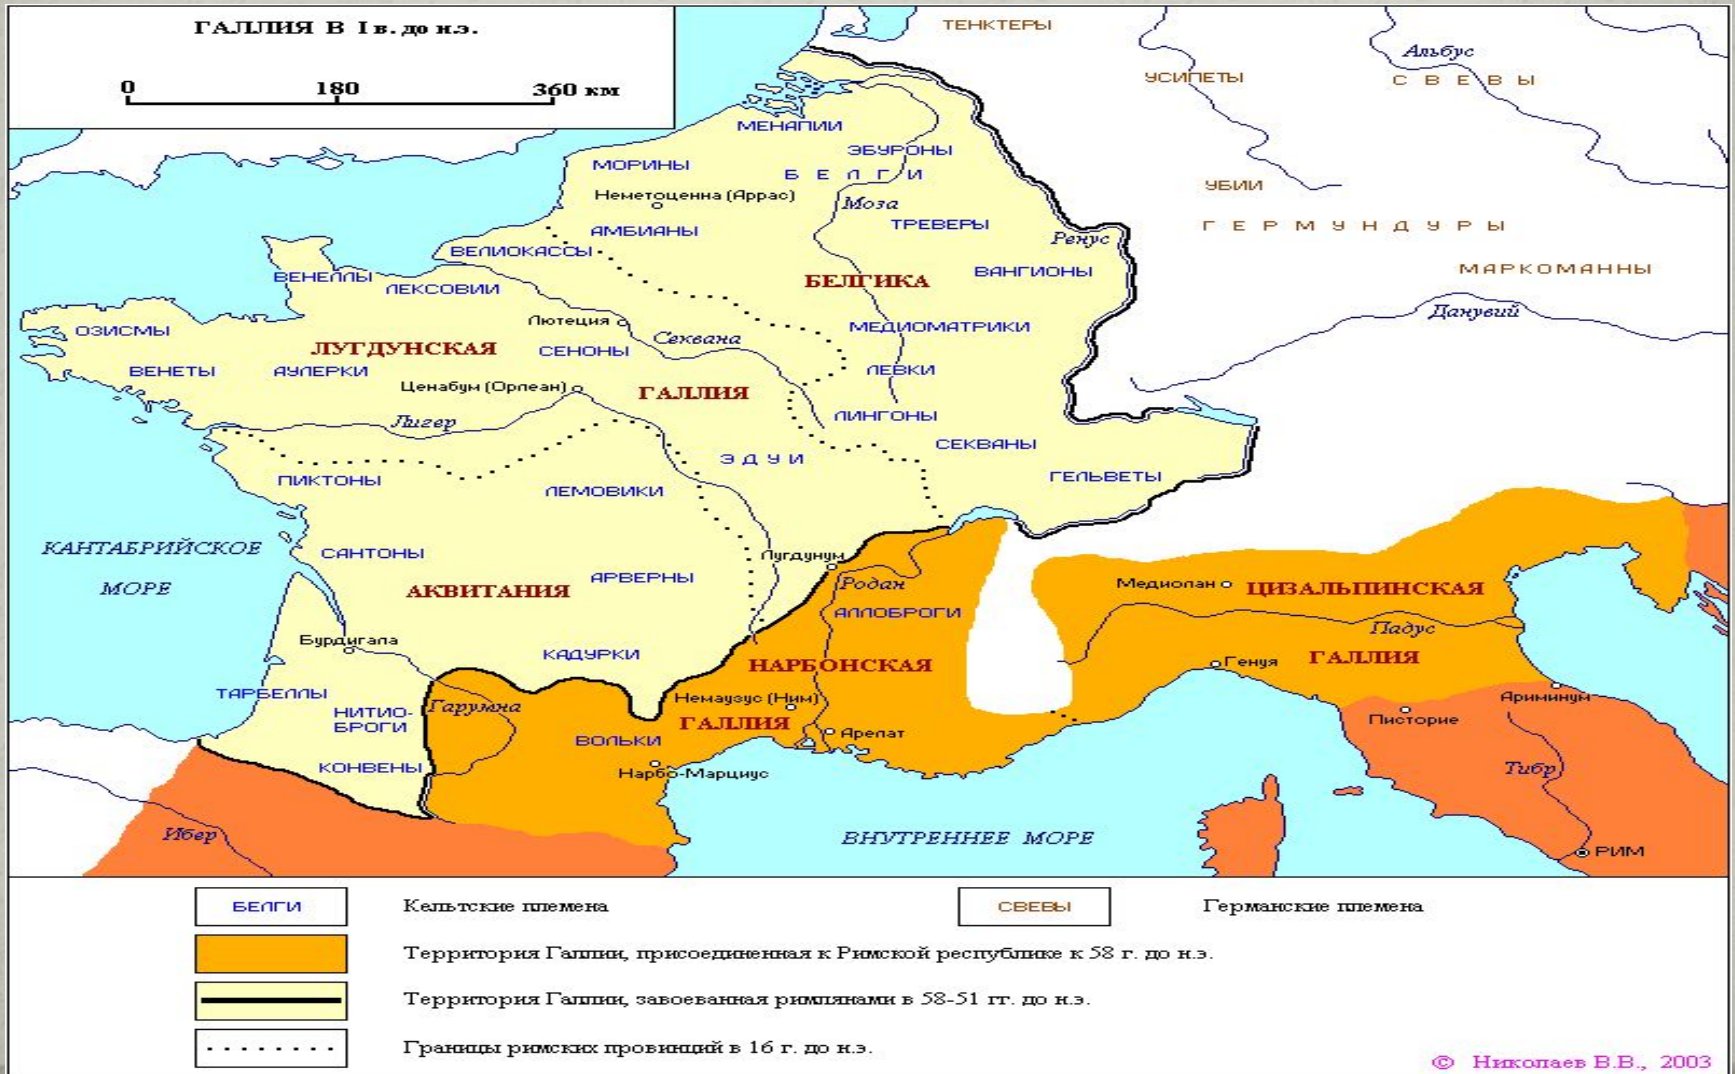 ГАЛЛИЯ В I в. до н.э.
0 180 360 км
ТЕНКТЕРЫ
Альбус
УСИПЕТЫ
СВЕВЫ
МЕНАПИИ
ЭБУРОНЫ
МОРИНЫ
БЕЛГИ
УБИИ
Неметоценна (Аррас)
Моза
ТРЕВЕРЫ
ГЕРМУНДУРЫ
АМБИАНЫ
Ренус
ВЕЛИОКАССЫ
ВАНГИОНЫ
МАРКОМАННЫ
ВЕНЕЛЛЫ
ЛЕКСОВИИ
БЕЛГИКА
Данувий
ОЗИСМЫ
Лютеция
Секвана
МЕДИОМАТРИКИ
ЛУГДУНСКАЯ
СЕНОНЫ
ВЕНЕТЫ
АУЛЕРКИ
ЛЕВКИ
Ценабум (Орлеан)
ГАЛЛИЯ
Лигер
ЛИНГОНЫ
СЕКВАНЫ
ЭДУИ
ПИКТОНЫ
ЛЕМОВИКИ
ГЕЛЬВЕТЫ
КАНТАБРИЙСКОЕ
МОРЕ
САНТОНЫ
Лугдунум
АКВИТАНИЯ
АРВЕРНЫ
Родан
Медиолан
ЦИЗАЛЬПИНСКАЯ
АЛЛОБРОГИ
Падус
Бурдигала
КАДУРКИ
НАРБОНСКАЯ
Генуя
ГАЛЛИЯ
ТАРБЕЛЛЫ
Немаузус (Ним)
Ариминум
НИТИО-
БРОГИ
Гарумна
ГАЛЛИЯ
Писторие
ВОЛЬКИ
Арелат
КОНВЕНЫ
Нарбо-Марциус
Тибр
Ибер
ВНУТРЕННЕЕ МОРЕ
РИМ
БЕЛГИ Кельтские племена
СВЕВЫ Германские племена
Территория Галлии, присоединенная к Римской республике к 58 г. до н.э.
Территория Галлии, завоеванная римлянами в 58-51 гг. до н.э.
Границы римских провинций в 16 г. до н.э.
© Николаев В.В., 2003